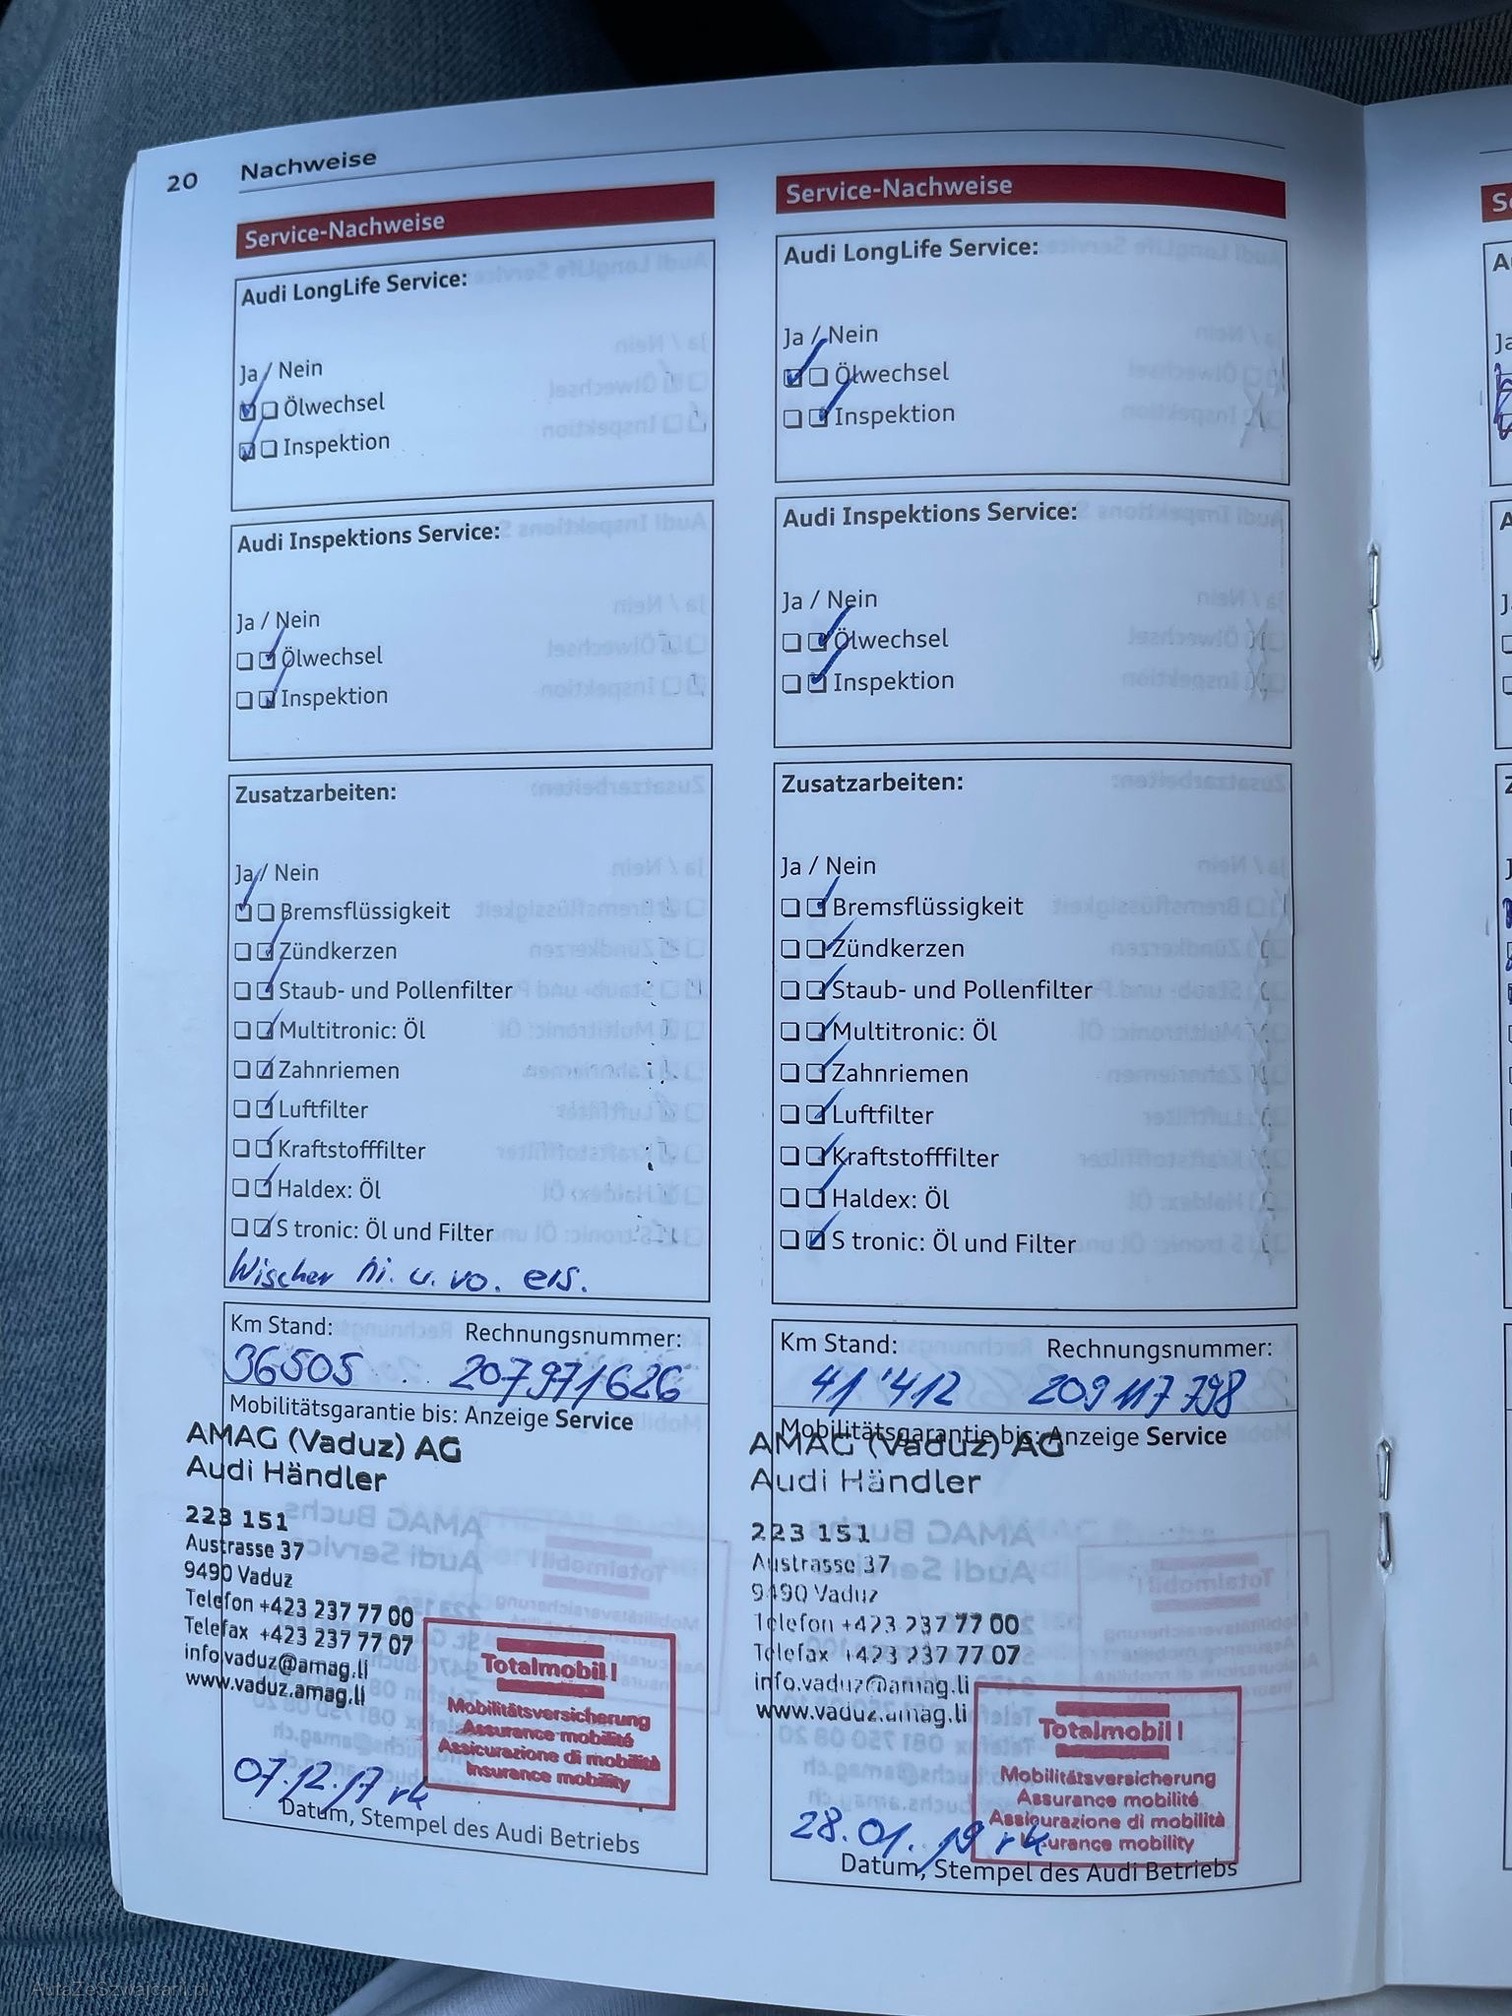 20 Nachweise
Service-Nachweise
Audi LongLife Service:
Ja / Nein
Ölwechsel
Inspektion
Audi Inspektions Service:
Ja / Nein
Ölwechsel
Inspektion
Zusatzarbeiten:
Ja / Nein
Bremsflüssigkeit
Zündkerzen
Staub- und Pollenfilter
Multitronic: Öl
Zahnriemen
Luftfilter
Kraftstofffilter
Haldex: Öl
S tronic: Öl und Filter
Wischer hi. u. vo. ers.
Km Stand: Rechnungsnummer:
36505 207971626
Mobilitätsgarantie bis: Anzeige Service
AMAG (Vaduz) AG
Audi Händler
223 151
Austrasse 37
9490 Vaduz
Telefon +423 237 77 00
Telefax +423 237 77 07
info.vaduz@amag.li
www.vaduz.amag.li
Totalmobil!
Mobilitätsversicherung
Assurance mobilité
Assicurazione di mobilità
Insurance mobility
07.12.17 rk
Datum, Stempel des Audi Betriebs
Service-Nachweise
Audi LongLife Service:
Ja / Nein
Ölwechsel
Inspektion
Audi Inspektions Service:
Ja / Nein
Ölwechsel
Inspektion
Zusatzarbeiten:
Ja / Nein
Bremsflüssigkeit
Zündkerzen
Staub- und Pollenfilter
Multitronic: Öl
Zahnriemen
Luftfilter
Kraftstofffilter
Haldex: Öl
S tronic: Öl und Filter
Km Stand: Rechnungsnummer:
41'412 209117798
Mobilitätsgarantie bis: Anzeige Service
AMAG (Vaduz) AG
Audi Händler
223 151
Austrasse 37
9490 Vaduz
Telefon +423 237 77 00
Telefax +423 237 77 07
info.vaduz@amag.li
www.vaduz.amag.li
Totalmobil!
Mobilitätsversicherung
Assurance mobilité
Assicurazione di mobilità
Insurance mobility
28.01.19 rk
Datum, Stempel des Audi Betriebs
AutaZeSzwajcarii.pl